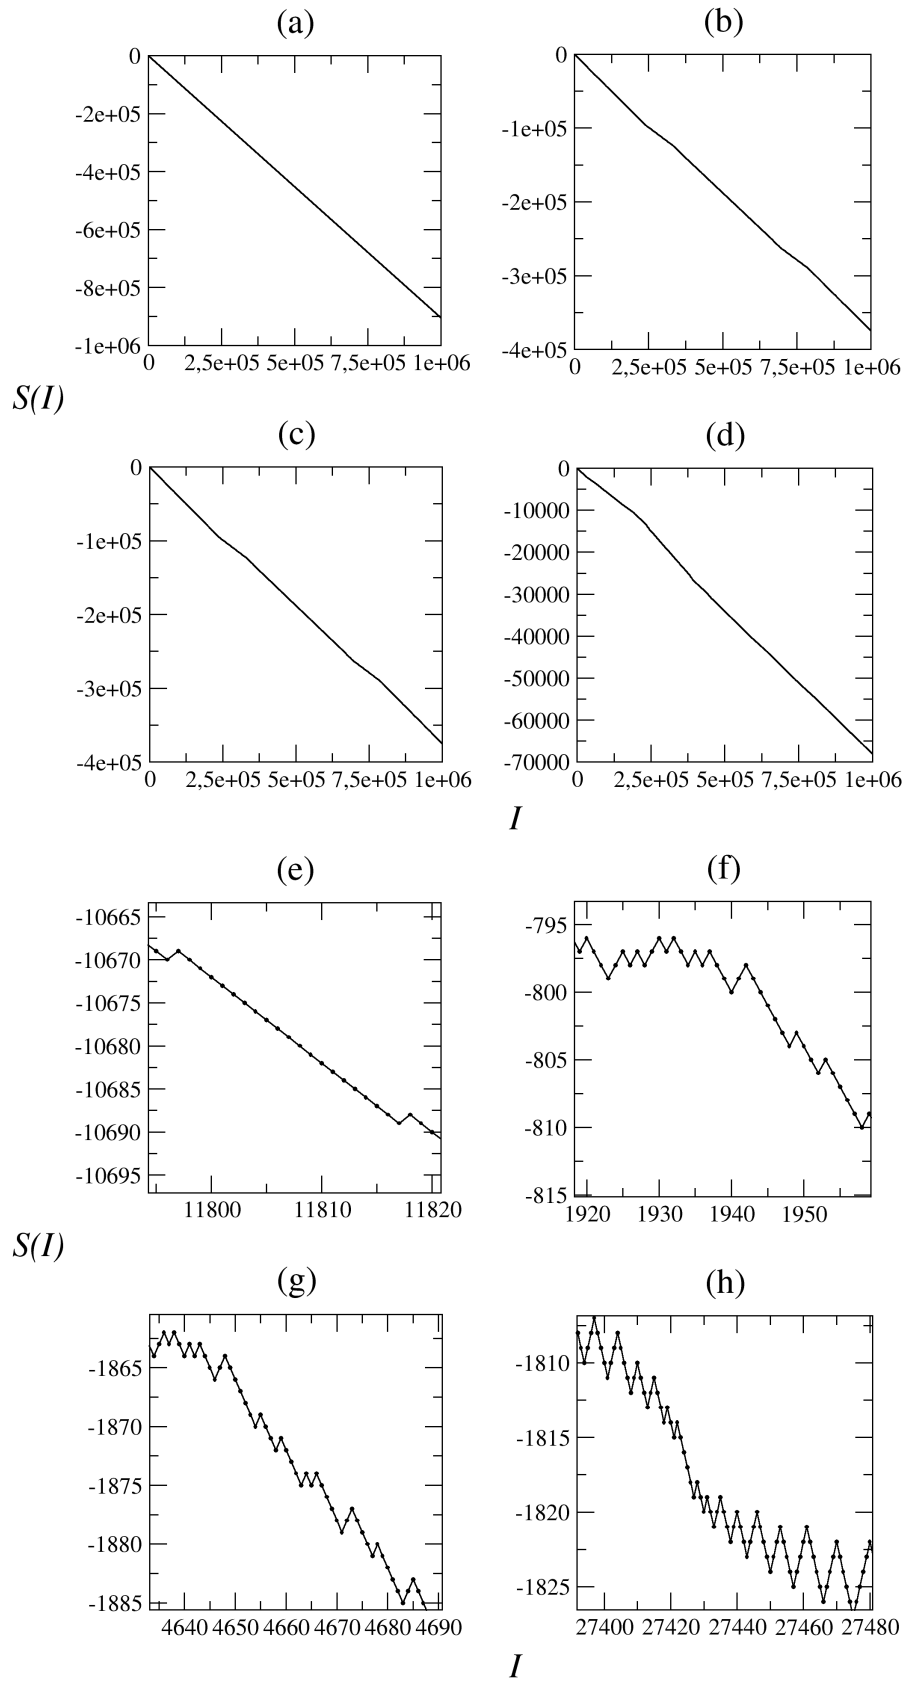 (a) (b)
0 0
-2e+05 -1e+05
-4e+05 -2e+05
-6e+05 -3e+05
-8e+05 -4e+05
-1e+06
0 2,5e+05 5e+05 7,5e+05 1e+06 0 2,5e+05 5e+05 7,5e+05 1e+06
S(I)
(c) (d)
0 0
-1e+05 -10000
-2e+05 -20000
-3e+05 -30000
-4e+05 -40000
-50000
-60000
-70000
0 2,5e+05 5e+05 7,5e+05 1e+06 0 2,5e+05 5e+05 7,5e+05 1e+06
I
(e) (f)
-10665 -795
-10670 -800
-10675 -805
-10680 -810
-10685 -815
-10690
-10695
11800 11810 11820 1920 1930 1940 1950
S(I)
(g) (h)
-1865 -1810
-1870 -1815
-1875 -1820
-1880 -1825
-1885
4640 4650 4660 4670 4680 4690 27400 27420 27440 27460 27480
I